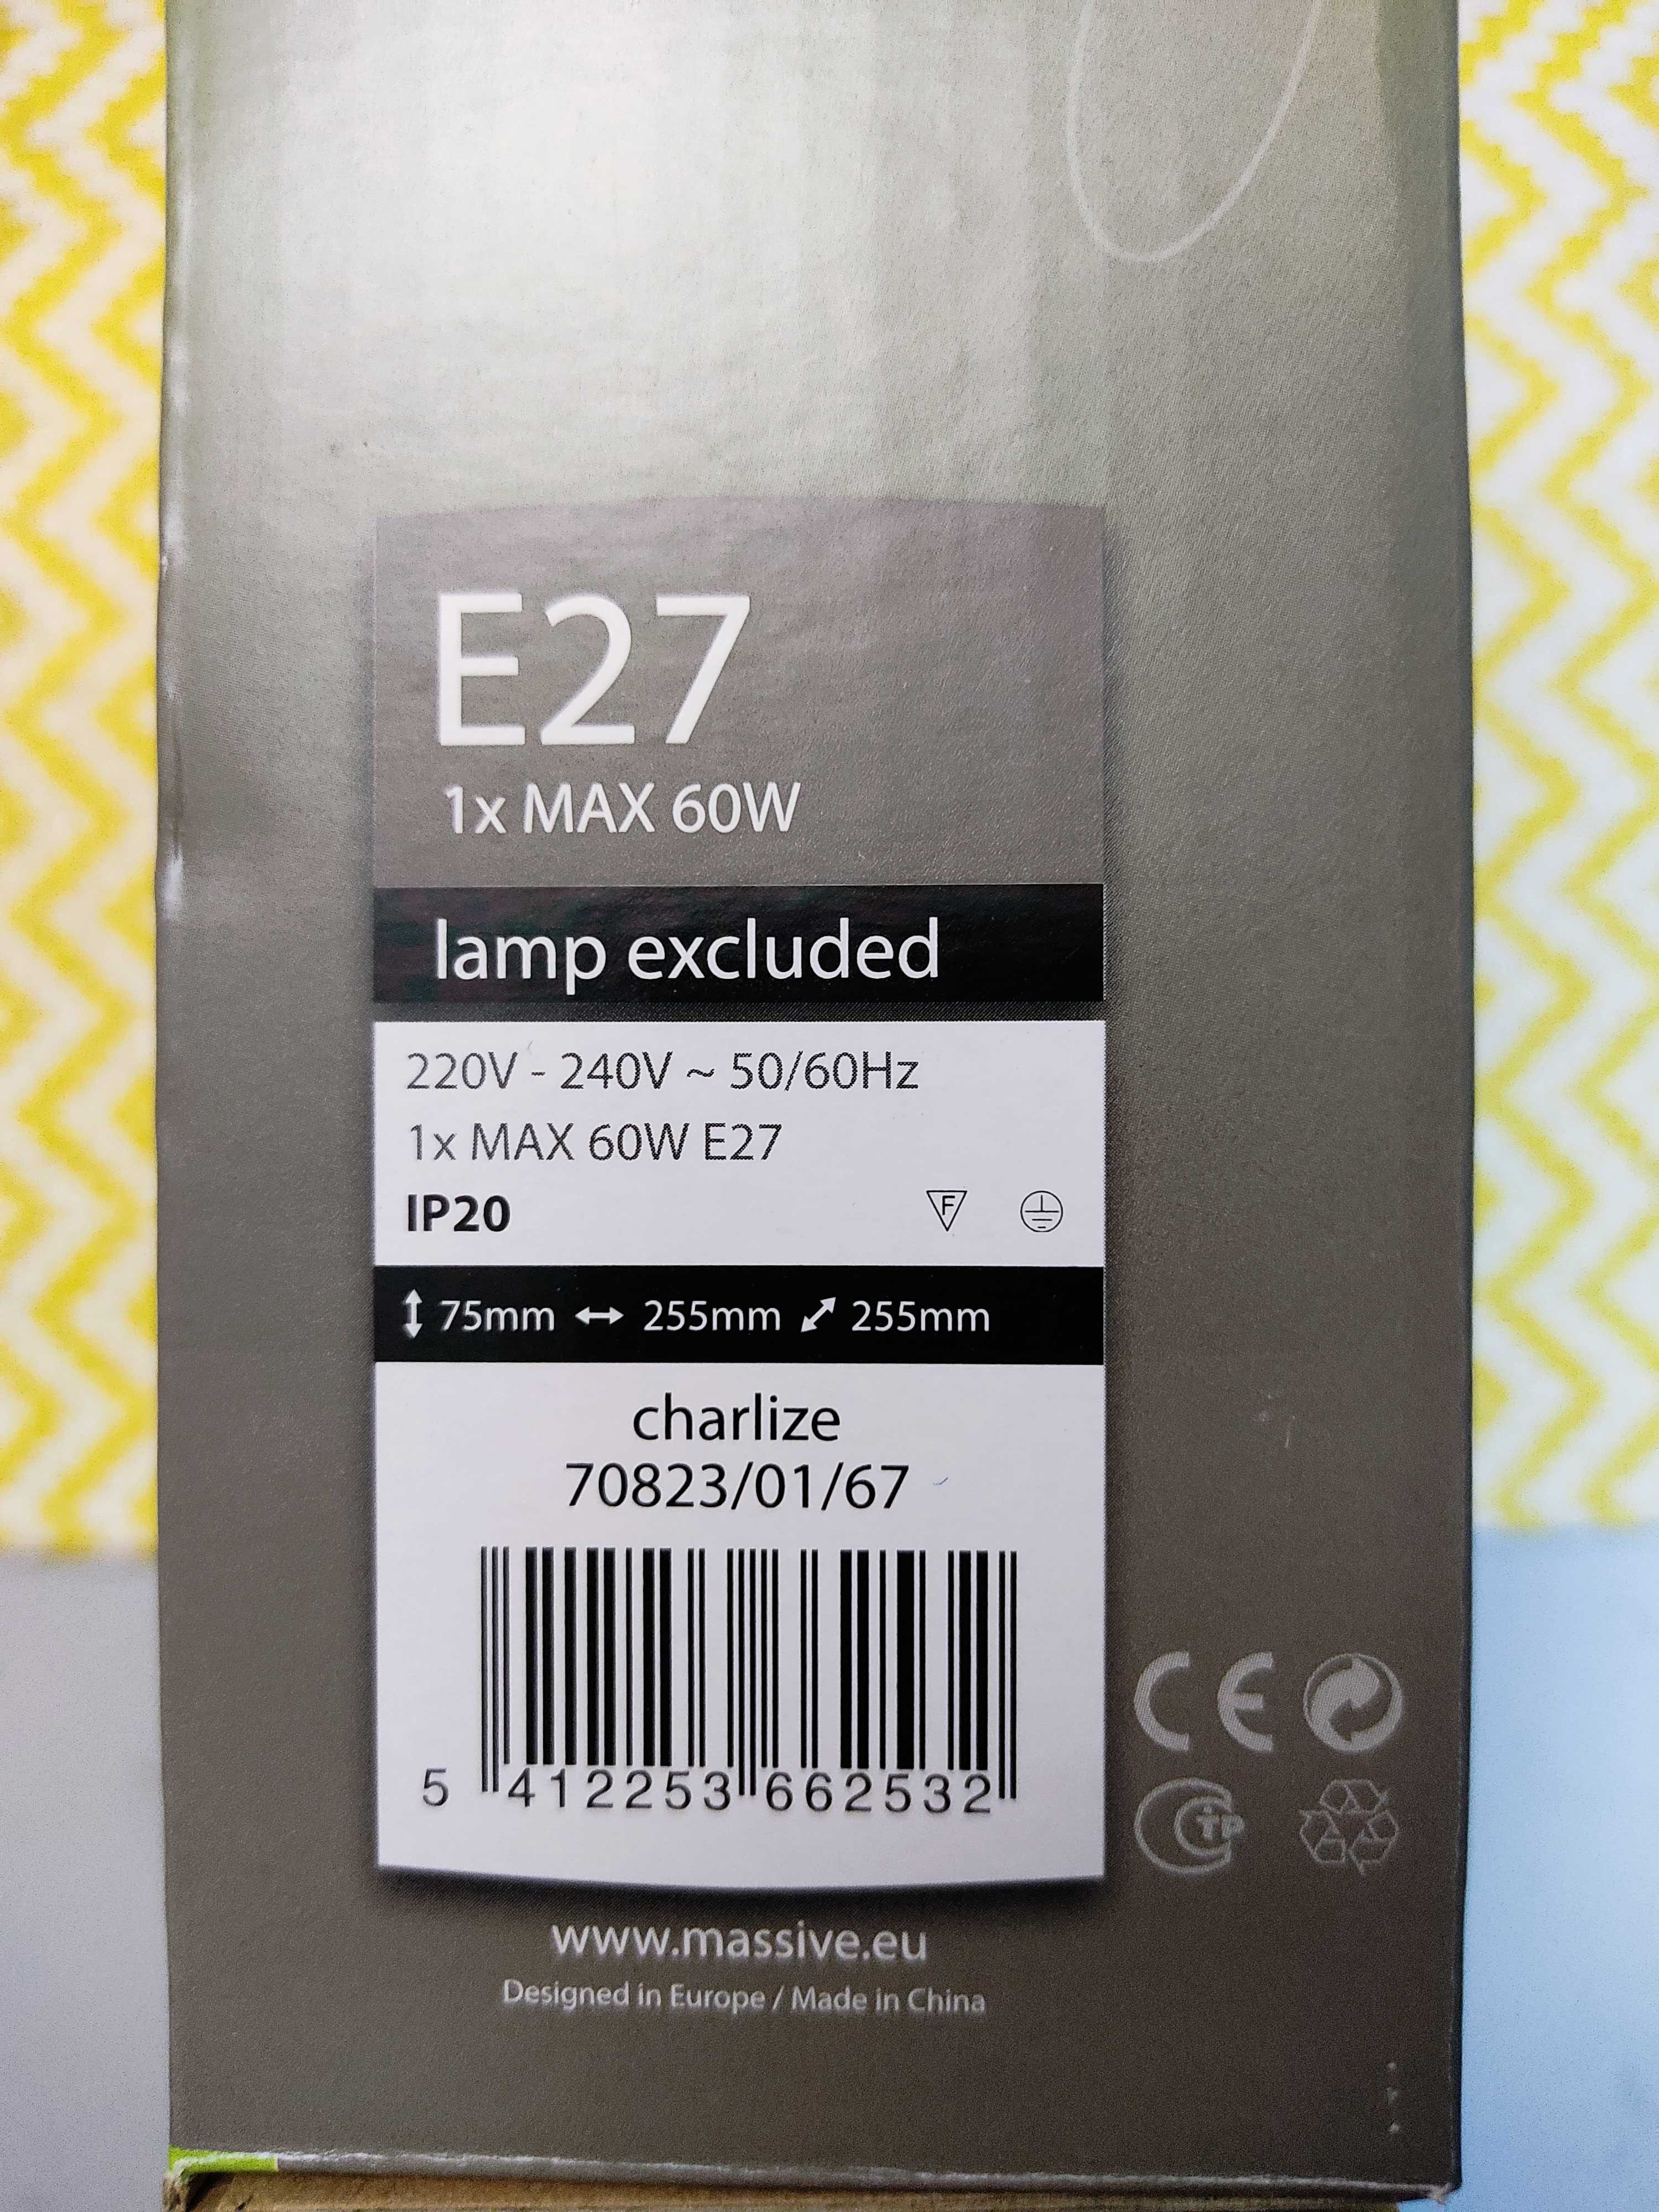 E27
1x MAX 60W
lamp excluded
220V - 240V ~ 50/60Hz
1x MAX 60W E27
IP20
F
75mm 255mm 255mm
charlize
70823/01/67
5 412253 662532
CE
CTP
www.massive.eu
Designed in Europe / Made in China